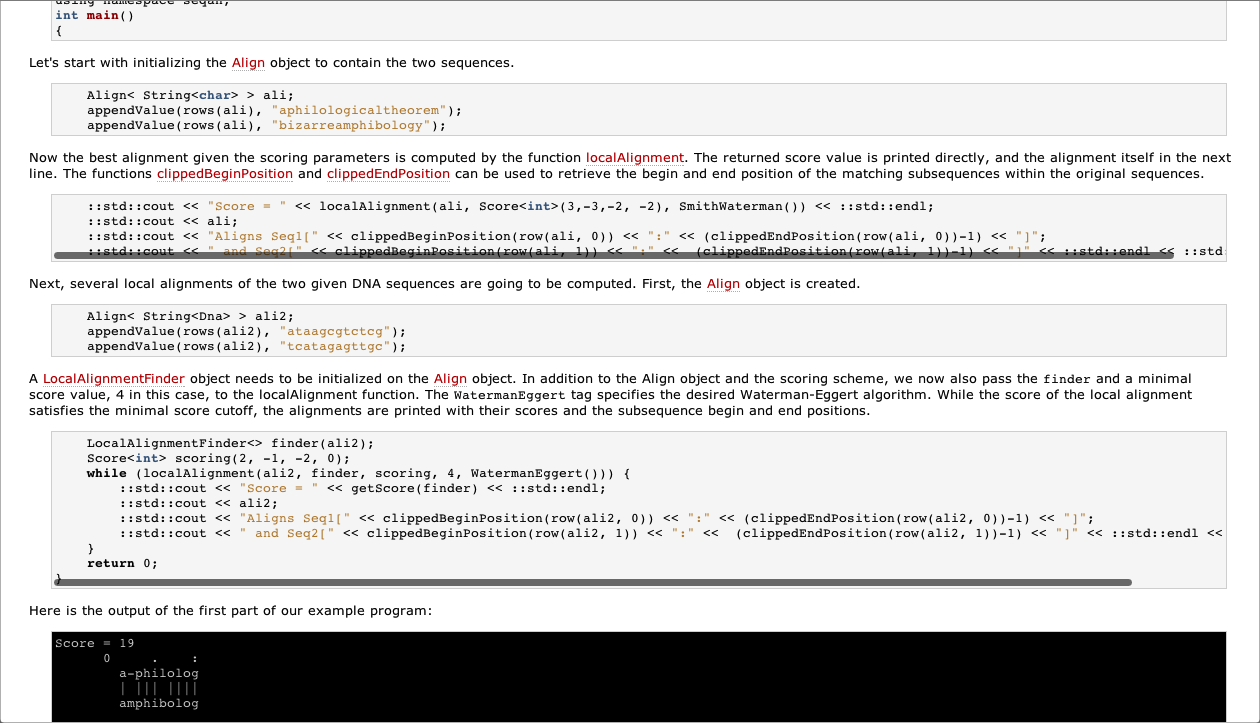 using namespace seqan;
int main()
{
Let's start with initializing the Align object to contain the two sequences.
Align< String<char> > ali;
appendValue(rows(ali), "aphilologicaltheorem");
appendValue(rows(ali), "bizarreamphibology");
Now the best alignment given the scoring parameters is computed by the function localAlignment. The returned score value is printed directly, and the alignment itself in the next
line. The functions clippedBeginPosition and clippedEndPosition can be used to retrieve the begin and end position of the matching subsequences within the original sequences.
::std::cout << "Score = " << localAlignment(ali, Score<int>(3,-3,-2, -2), SmithWaterman()) << ::std::endl;
::std::cout << ali;
::std::cout << "Aligns Seq1[" << clippedBeginPosition(row(ali, 0)) << ":" << (clippedEndPosition(row(ali, 0))-1) << "]";
::std::cout << " and Seq2[" << clippedBeginPosition(row(ali, 1)) << ":" <<  (clippedEndPosition(row(ali, 1))-1) << "]" << ::std::endl << ::std:
Next, several local alignments of the two given DNA sequences are going to be computed. First, the Align object is created.
Align< String<Dna> > ali2;
appendValue(rows(ali2), "ataagcgtctcg");
appendValue(rows(ali2), "tcatagagttgc");
A LocalAlignmentFinder object needs to be initialized on the Align object. In addition to the Align object and the scoring scheme, we now also pass the finder and a minimal
score value, 4 in this case, to the localAlignment function. The WatermanEggert tag specifies the desired Waterman-Eggert algorithm. While the score of the local alignment
satisfies the minimal score cutoff, the alignments are printed with their scores and the subsequence begin and end positions.
LocalAlignmentFinder<> finder(ali2);
Score<int> scoring(2, -1, -2, 0);
while (localAlignment(ali2, finder, scoring, 4, WatermanEggert())) {
::std::cout << "Score = " << getScore(finder) << ::std::endl;
::std::cout << ali2;
::std::cout << "Aligns Seq1[" << clippedBeginPosition(row(ali2, 0)) << ":" << (clippedEndPosition(row(ali2, 0))-1) << "]";
::std::cout << " and Seq2[" << clippedBeginPosition(row(ali2, 1)) << ":" <<  (clippedEndPosition(row(ali2, 1))-1) << "]" << ::std::endl <<
}
return 0;
}
Here is the output of the first part of our example program:
Score = 19
0     .    :
a-philolog
| ||| ||||
amphibolog